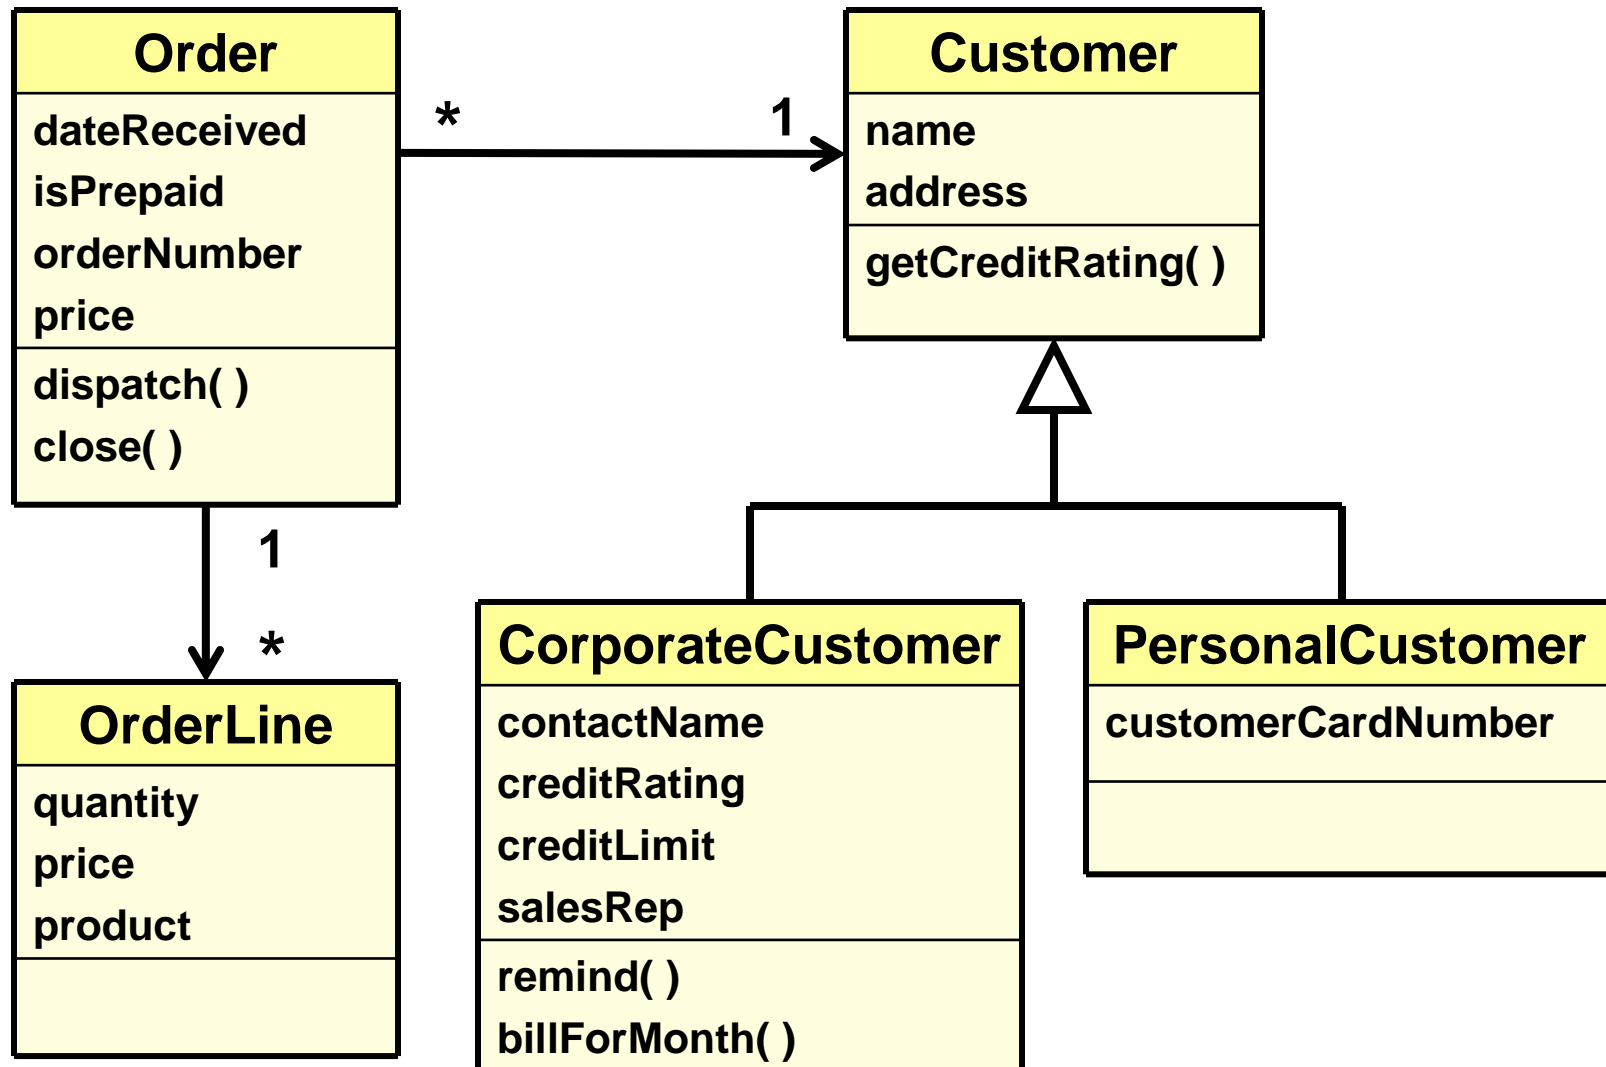 Order
dateReceived
isPrepaid
orderNumber
price
dispatch( )
close( )
*
1
Customer
name
address
getCreditRating( )
1
*
OrderLine
quantity
price
product
CorporateCustomer
contactName
creditRating
creditLimit
salesRep
remind( )
billForMonth( )
PersonalCustomer
customerCardNumber